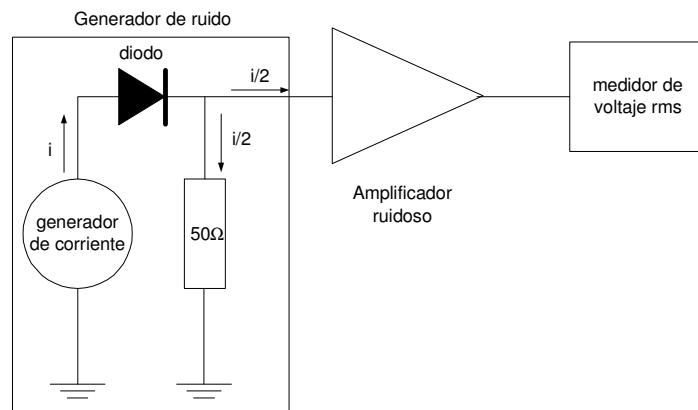 Generador de ruido
diodo
i/2
i/2
i
generador
de corriente
50Ω
Amplificador
ruidoso
medidor de
voltaje rms